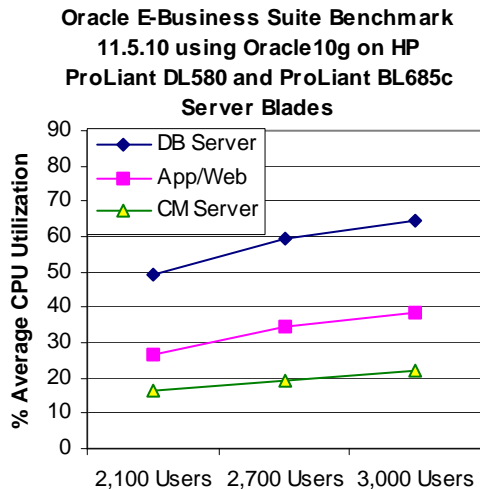 Oracle E-Business Suite Benchmark
11.5.10 using Oracle10g on HP
ProLiant DL580 and ProLiant BL685c
Server Blades
% Average CPU Utilization
90
80
70
60
50
40
30
20
10
0
DB Server
App/Web
CM Server
2,100 Users
2,700 Users
3,000 Users